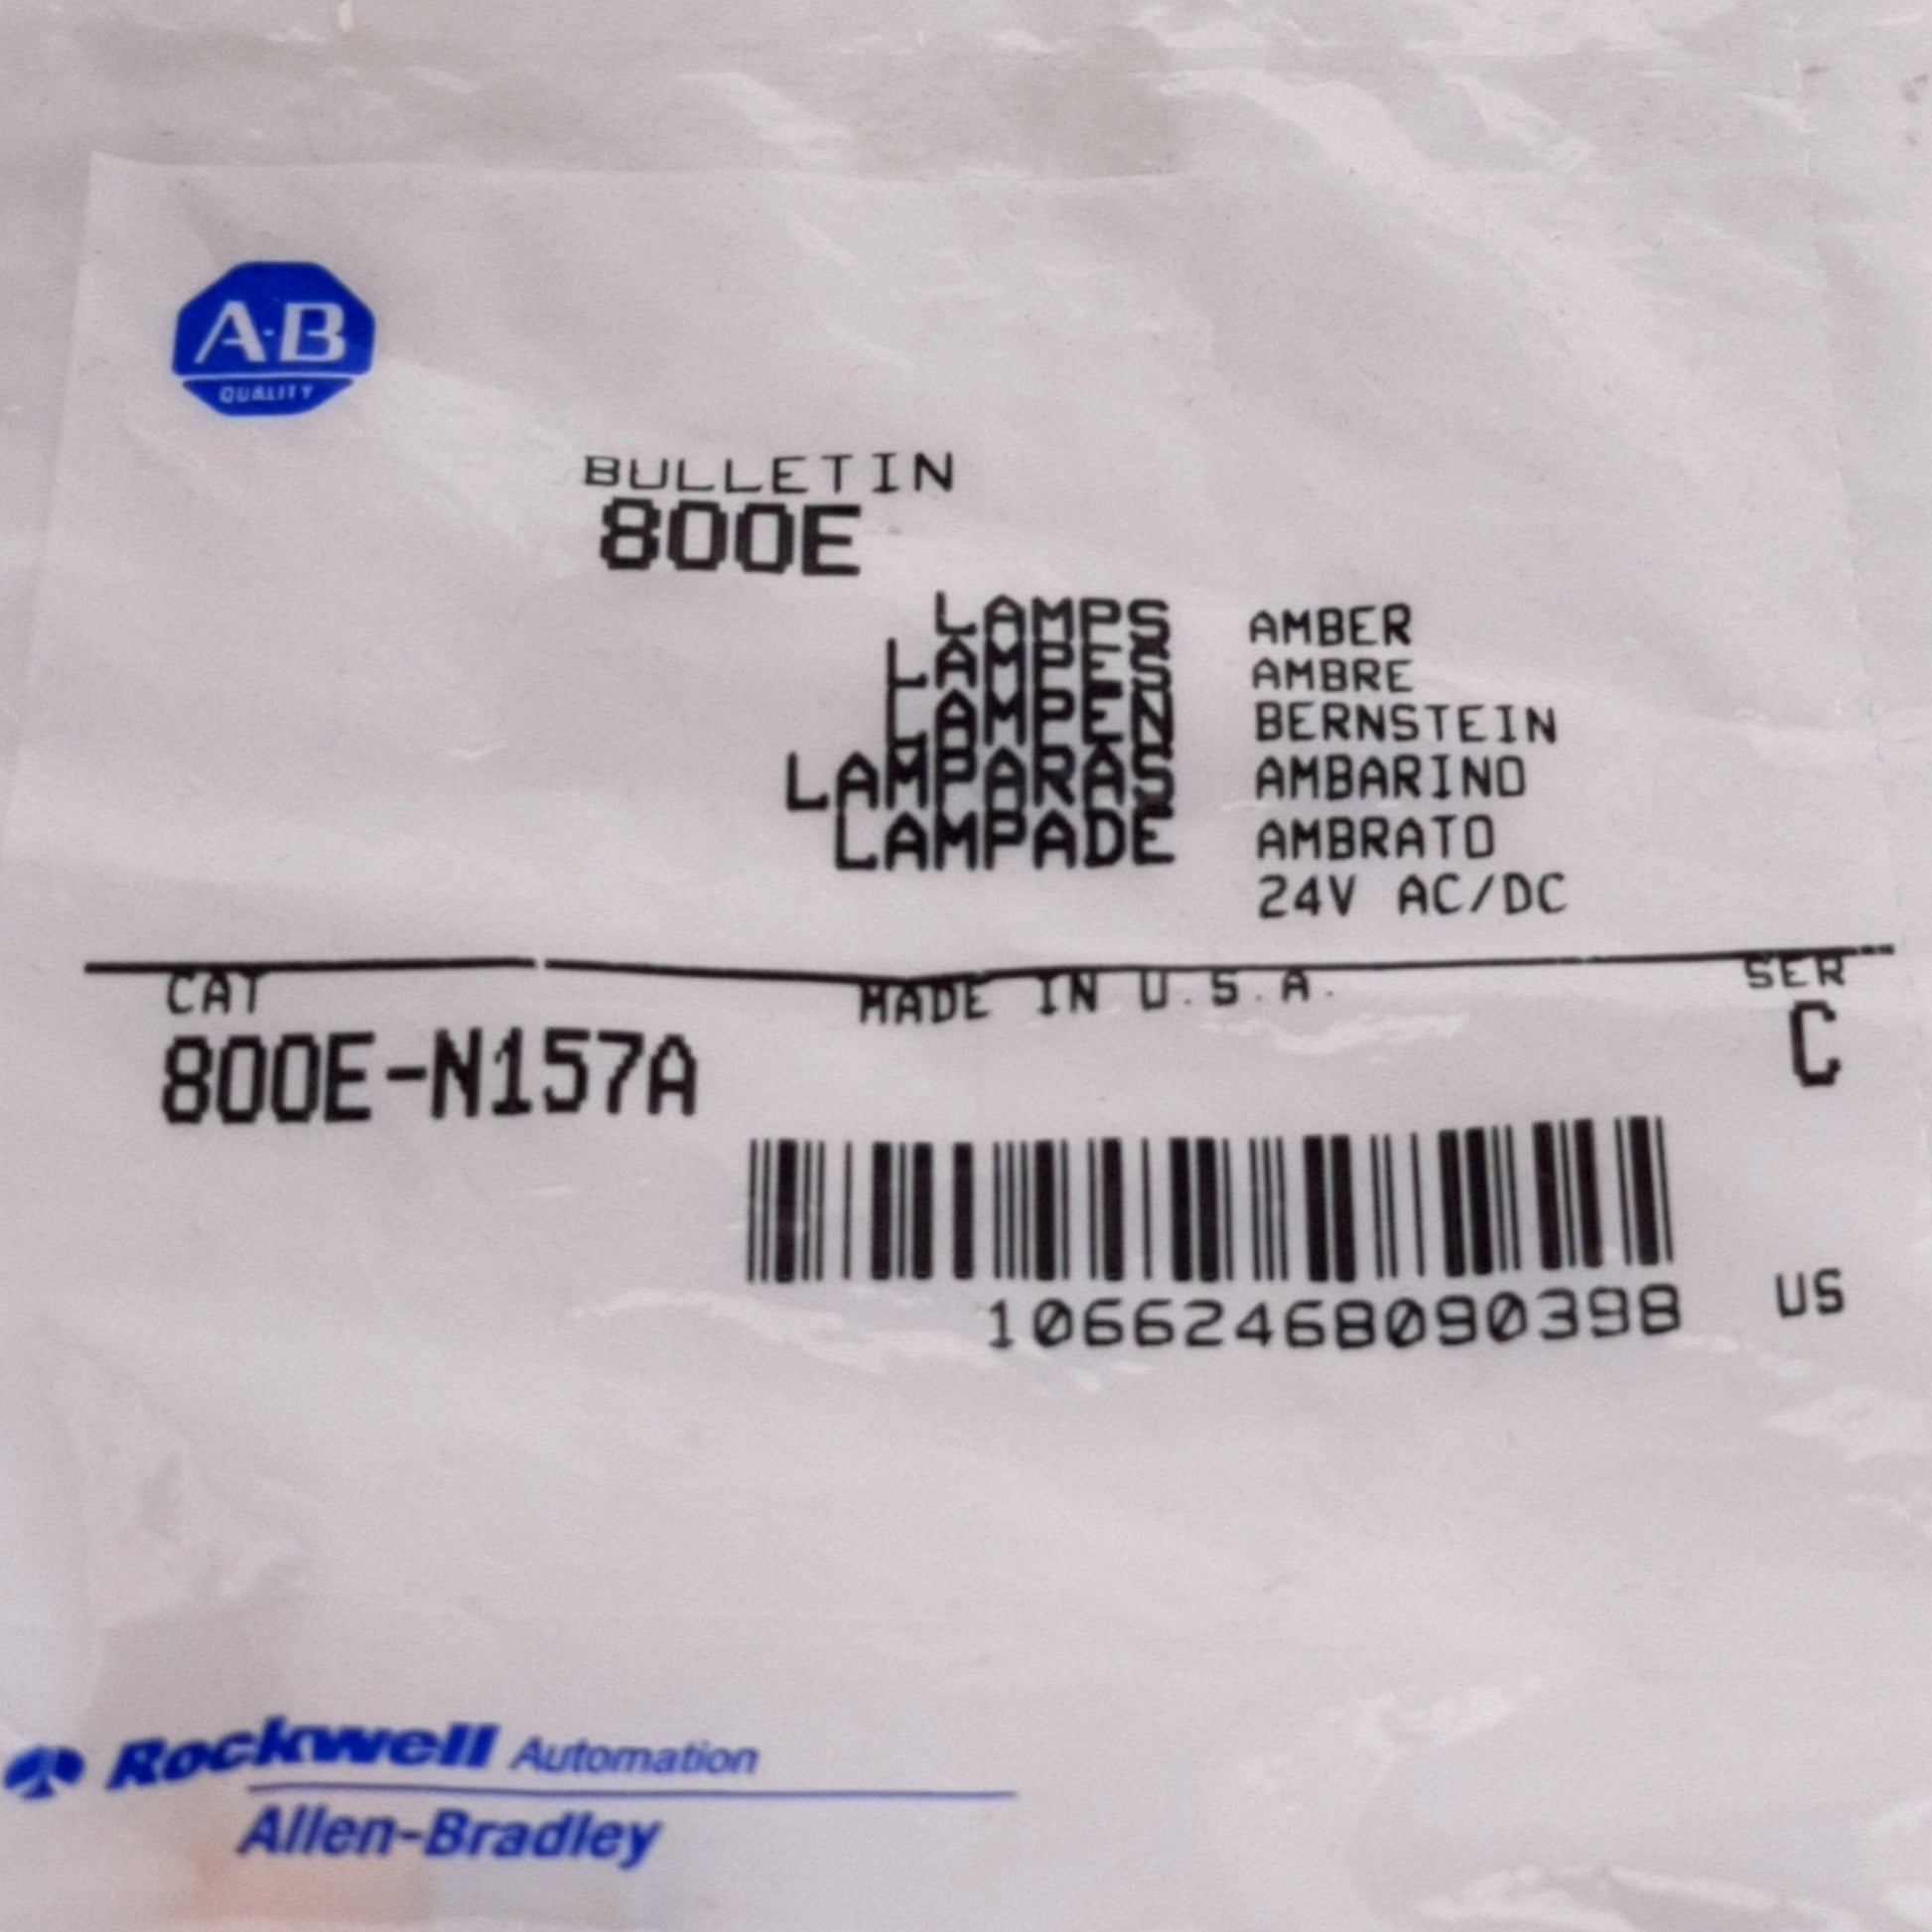 A-B
QUALITY
BULLETIN
800E
LAMPS AMBER
LAMPES AMBRE
LAMPEN BERNSTEIN
LAMPARAS AMBARINO
LAMPADE AMBRATO
24V AC/DC
CAT MADE IN U.S.A. SER
800E-N157A C
10662468090398 US
Rockwell Automation
Allen-Bradley